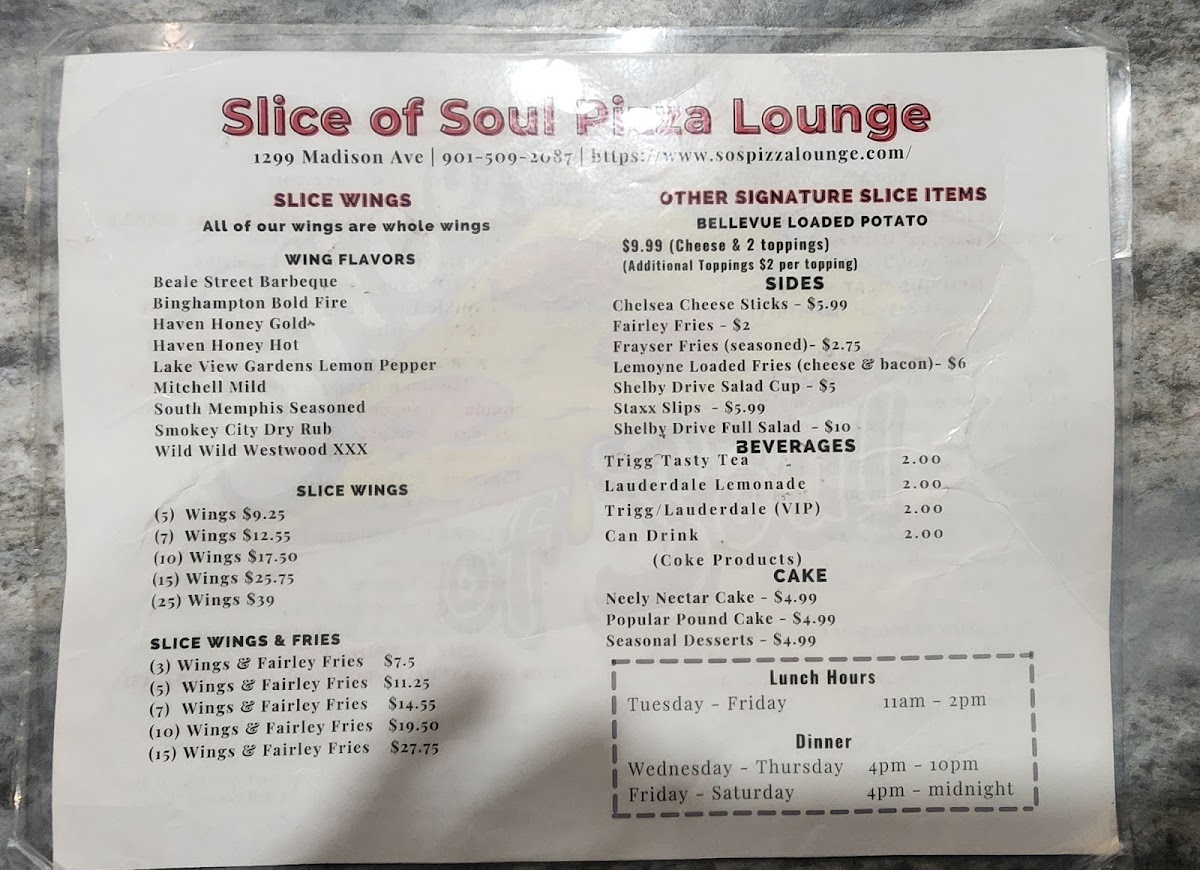 Slice of Soul Pizza Lounge
1299 Madison Ave | 901-509-2087 | https://www.sospizzalounge.com/
SLICE WINGS
All of our wings are whole wings
WING FLAVORS
Beale Street Barbeque
Binghampton Bold Fire
Haven Honey Gold
Haven Honey Hot
Lake View Gardens Lemon Pepper
Mitchell Mild
South Memphis Seasoned
Smokey City Dry Rub
Wild Wild Westwood XXX
SLICE WINGS
(5) Wings $9.25
(7) Wings $12.55
(10) Wings $17.50
(15) Wings $25.75
(25) Wings $39
SLICE WINGS & FRIES
(3) Wings & Fairley Fries $7.5
(5) Wings & Fairley Fries $11.25
(7) Wings & Fairley Fries $14.55
(10) Wings & Fairley Fries $19.50
(15) Wings & Fairley Fries $27.75
OTHER SIGNATURE SLICE ITEMS
BELLEVUE LOADED POTATO
$9.99 (Cheese & 2 toppings)
(Additional Toppings $2 per topping)
SIDES
Chelsea Cheese Sticks - $5.99
Fairley Fries - $2
Frayser Fries (seasoned)- $2.75
Lemoyne Loaded Fries (cheese & bacon)- $6
Shelby Drive Salad Cup - $5
Staxx Slips - $5.99
Shelby Drive Full Salad - $10
BEVERAGES
Trigg Tasty Tea 2.00
Lauderdale Lemonade 2.00
Trigg/Lauderdale (VIP) 2.00
Can Drink 2.00
(Coke Products)
CAKE
Neely Nectar Cake - $4.99
Popular Pound Cake - $4.99
Seasonal Desserts - $4.99
Lunch Hours
Tuesday - Friday 11am - 2pm
Dinner
Wednesday - Thursday 4pm - 10pm
Friday - Saturday 4pm - midnight